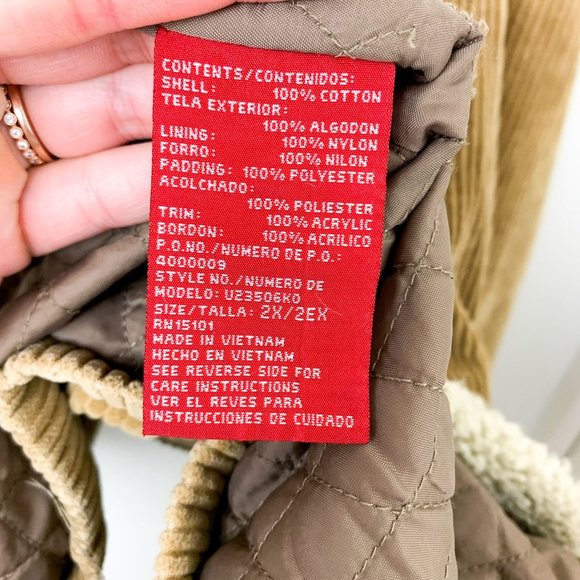 CONTENTS/CONTENIDOS:
SHELL: 100% COTTON
TELA EXTERIOR:
100% ALGODON
LINING: 100% NYLON
FORRO: 100% NILON
PADDING: 100% POLYESTER
ACOLCHADO:
100% POLIESTER
TRIM: 100% ACRYLIC
BORDON: 100% ACRILICO
P.O.NO./NUMERO DE P.O.:
4000009
STYLE NO./NUMERO DE
MODELO: U23506KO
SIZE/TALLA: 2X/2EX
RN15101
MADE IN VIETNAM
HECHO EN VIETNAM
SEE REVERSE SIDE FOR
CARE INSTRUCTIONS
VER EL REVES PARA
INSTRUCCIONES DE CUIDADO